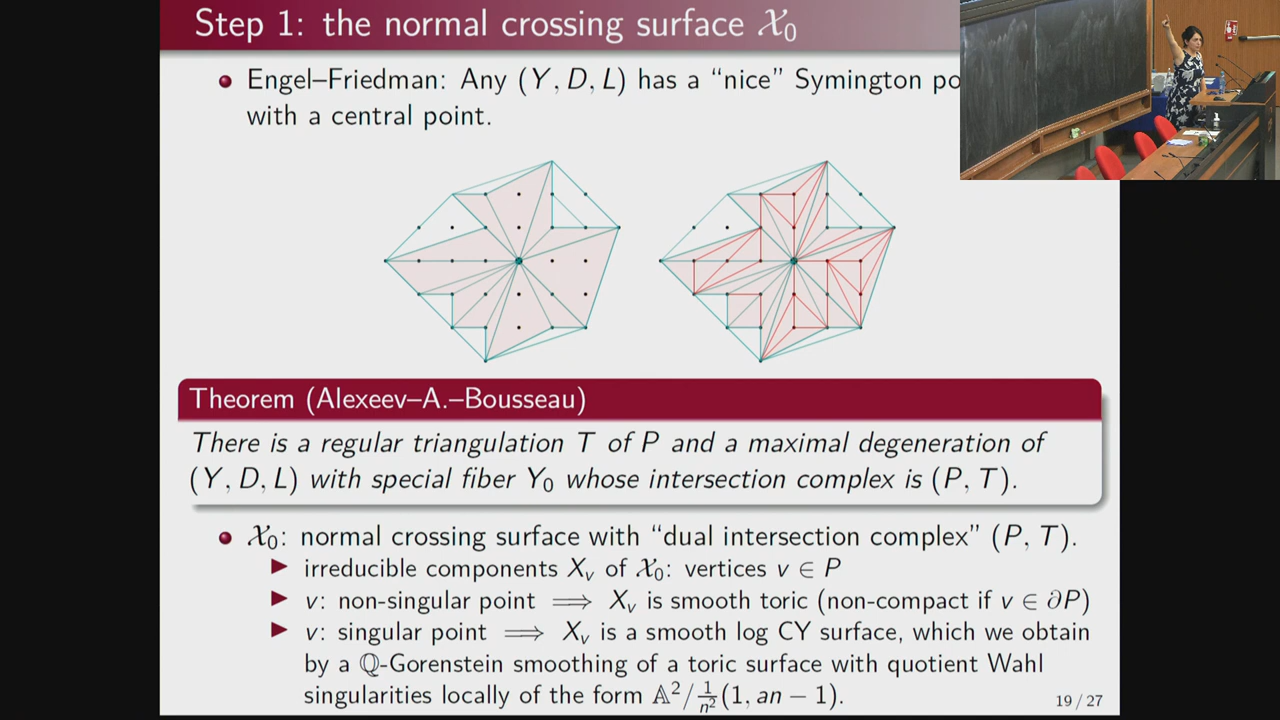 Step 1: the normal crossing surface 𝒳₀
Engel–Friedman: Any (Y, D, L) has a “nice” Symington po
with a central point.
Theorem (Alexeev–A.–Bousseau)
There is a regular triangulation T of P and a maximal degeneration of
(Y, D, L) with special fiber Y₀ whose intersection complex is (P, T).
𝒳₀: normal crossing surface with “dual intersection complex” (P, T).
irreducible components Xᵥ of 𝒳₀: vertices v ∈ P
v: non-singular point ⟹ Xᵥ is smooth toric (non-compact if v ∈ ∂P)
v: singular point ⟹ Xᵥ is a smooth log CY surface, which we obtain
by a ℚ-Gorenstein smoothing of a toric surface with quotient Wahl
singularities locally of the form 𝔸²/1/n²(1, an − 1).
19 / 27